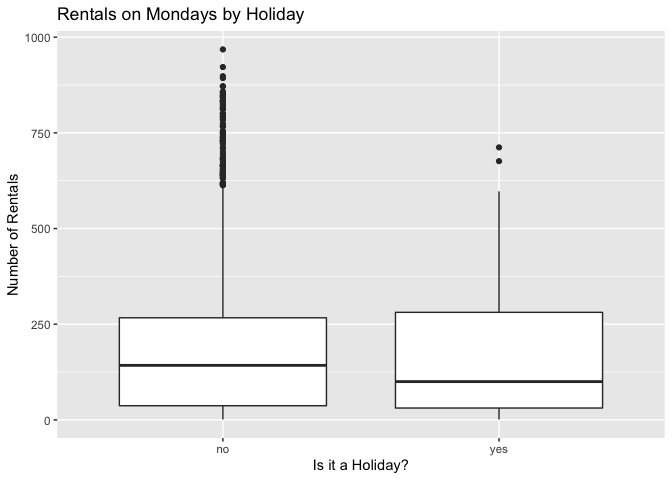 Rentals on Mondays by Holiday
1000
750
500
250
0
Number of Rentals
no yes
Is it a Holiday?